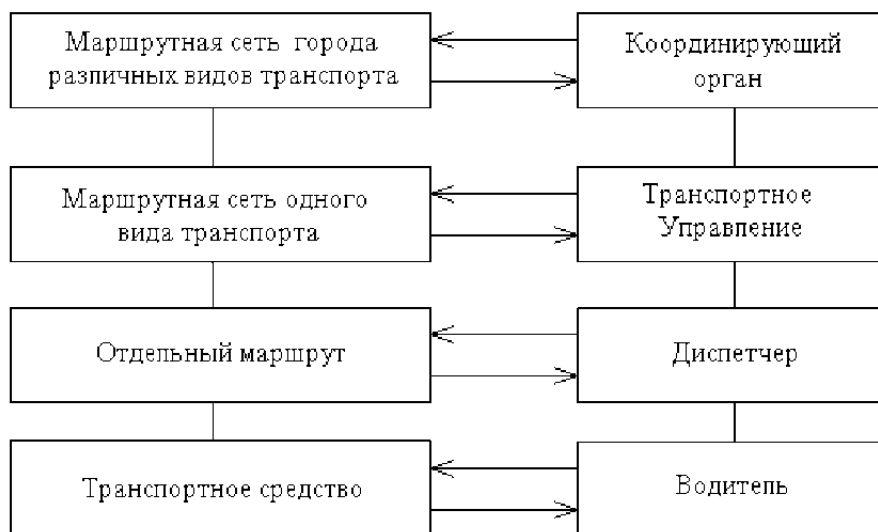 Маршрутная сеть города
различных видов транспорта
Координирующий
орган
Маршрутная сеть одного
вида транспорта
Транспортное
Управление
Отдельный маршрут
Диспетчер
Транспортное средство
Водитель